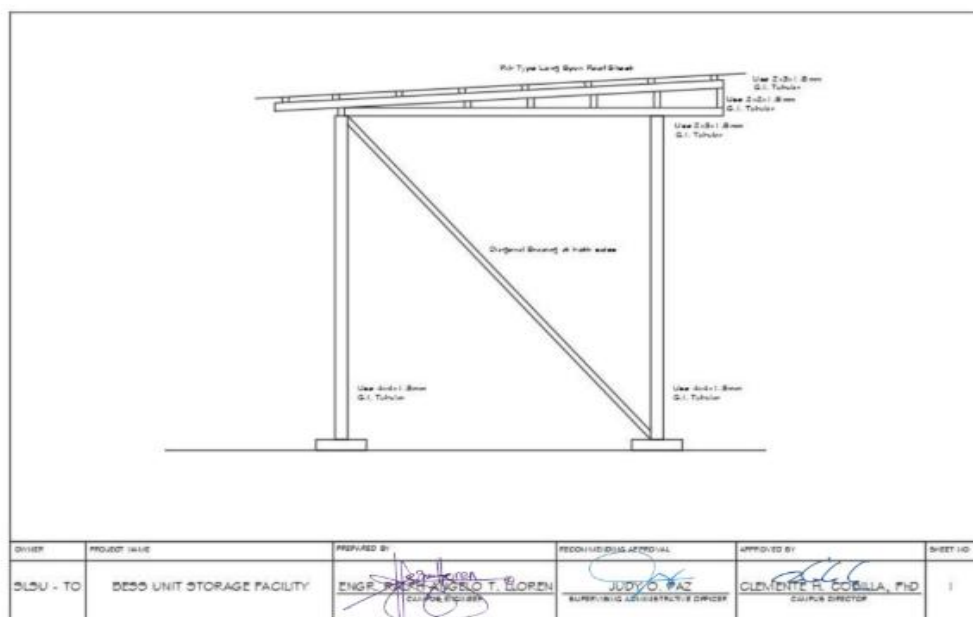 Rib Type Long Span Roof Sheet
Use 2x3x1.8mm
G.I. Tubular
Use 2x2x1.8mm
G.I. Tubular
Use 2x3x1.8mm
G.I. Tubular
Diagonal Bracing at both sides
Use 4x4x1.8mm
G.I. Tubular
Use 4x4x1.8mm
G.I. Tubular
OWNER
PROJECT NAME
PREPARED BY
RECOMMENDING APPROVAL
APPROVED BY
SHEET NO
SLSU - TO
BESS UNIT STORAGE FACILITY
ENGR. ANGELO T. LLOREN
CAMPUS ENGINEER
JUDY O. PAZ
SUPERVISING ADMINISTRATIVE OFFICER
CLEMENTE H. COBILLA, PHD
CAMPUS DIRECTOR
1